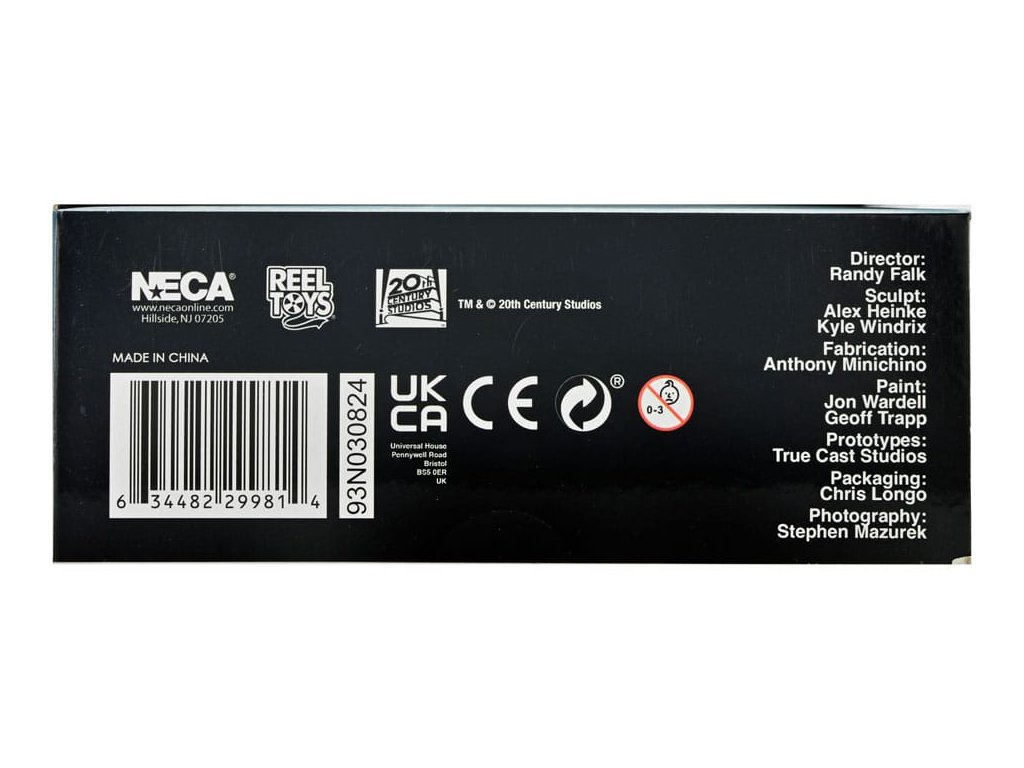 NECA®
www.necaonline.com
Hillside, NJ 07205
REEL
TOYS
20th
CENTURY
STUDIOS
TM & © 20th Century Studios
MADE IN CHINA
6 34482 29981 4
93N030824
UK
CA
Universal House
Pennywell Road
Bristol
BS5 0ER
UK
CE
®
0-3
Director:
Randy Falk
Sculpt:
Alex Heinke
Kyle Windrix
Fabrication:
Anthony Minichino
Paint:
Jon Wardell
Geoff Trapp
Prototypes:
True Cast Studios
Packaging:
Chris Longo
Photography:
Stephen Mazurek